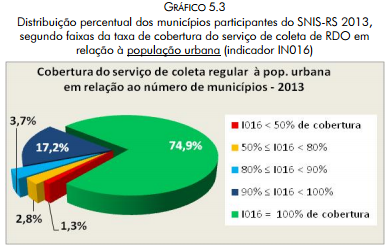 GRÁFICO 5.3
Distribuição percentual dos municípios participantes do SNIS-RS 2013,
segundo faixas da taxa de cobertura do serviço de coleta de RDO em
relação à população urbana (indicador IN016)
Cobertura do serviço de coleta regular à pop. urbana
em relação ao número de municípios - 2013
3,7%
17,2%
74,9%
2,8%
1,3%
I016 < 50% de cobertura
50% ≤ I016 < 80%
80% ≤ I016 < 90%
90% ≤ I016 < 100%
I016 = 100% de cobertura